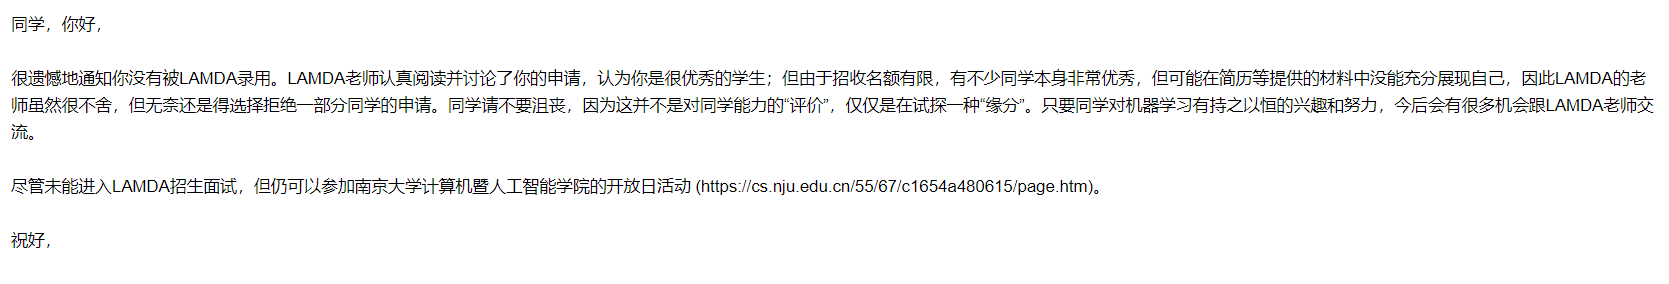 同学，你好，
很遗憾地通知你没有被LAMDA录用。LAMDA老师认真阅读并讨论了你的申请，认为你是很优秀的学生；但由于招收名额有限，有不少同学本身非常优秀，但可能在简历等提供的材料中没能充分展现自己，因此LAMDA的老
师虽然很不舍，但无奈还是得选择拒绝一部分同学的申请。同学请不要沮丧，因为这并不是对同学能力的“评价”，仅仅是在试探一种“缘分”。只要同学对机器学习有持之以恒的兴趣和努力，今后会有很多机会跟LAMDA老师交
流。
尽管未能进入LAMDA招生面试，但仍可以参加南京大学计算机暨人工智能学院的开放日活动 (https://cs.nju.edu.cn/55/67/c1654a480615/page.htm)。
祝好，